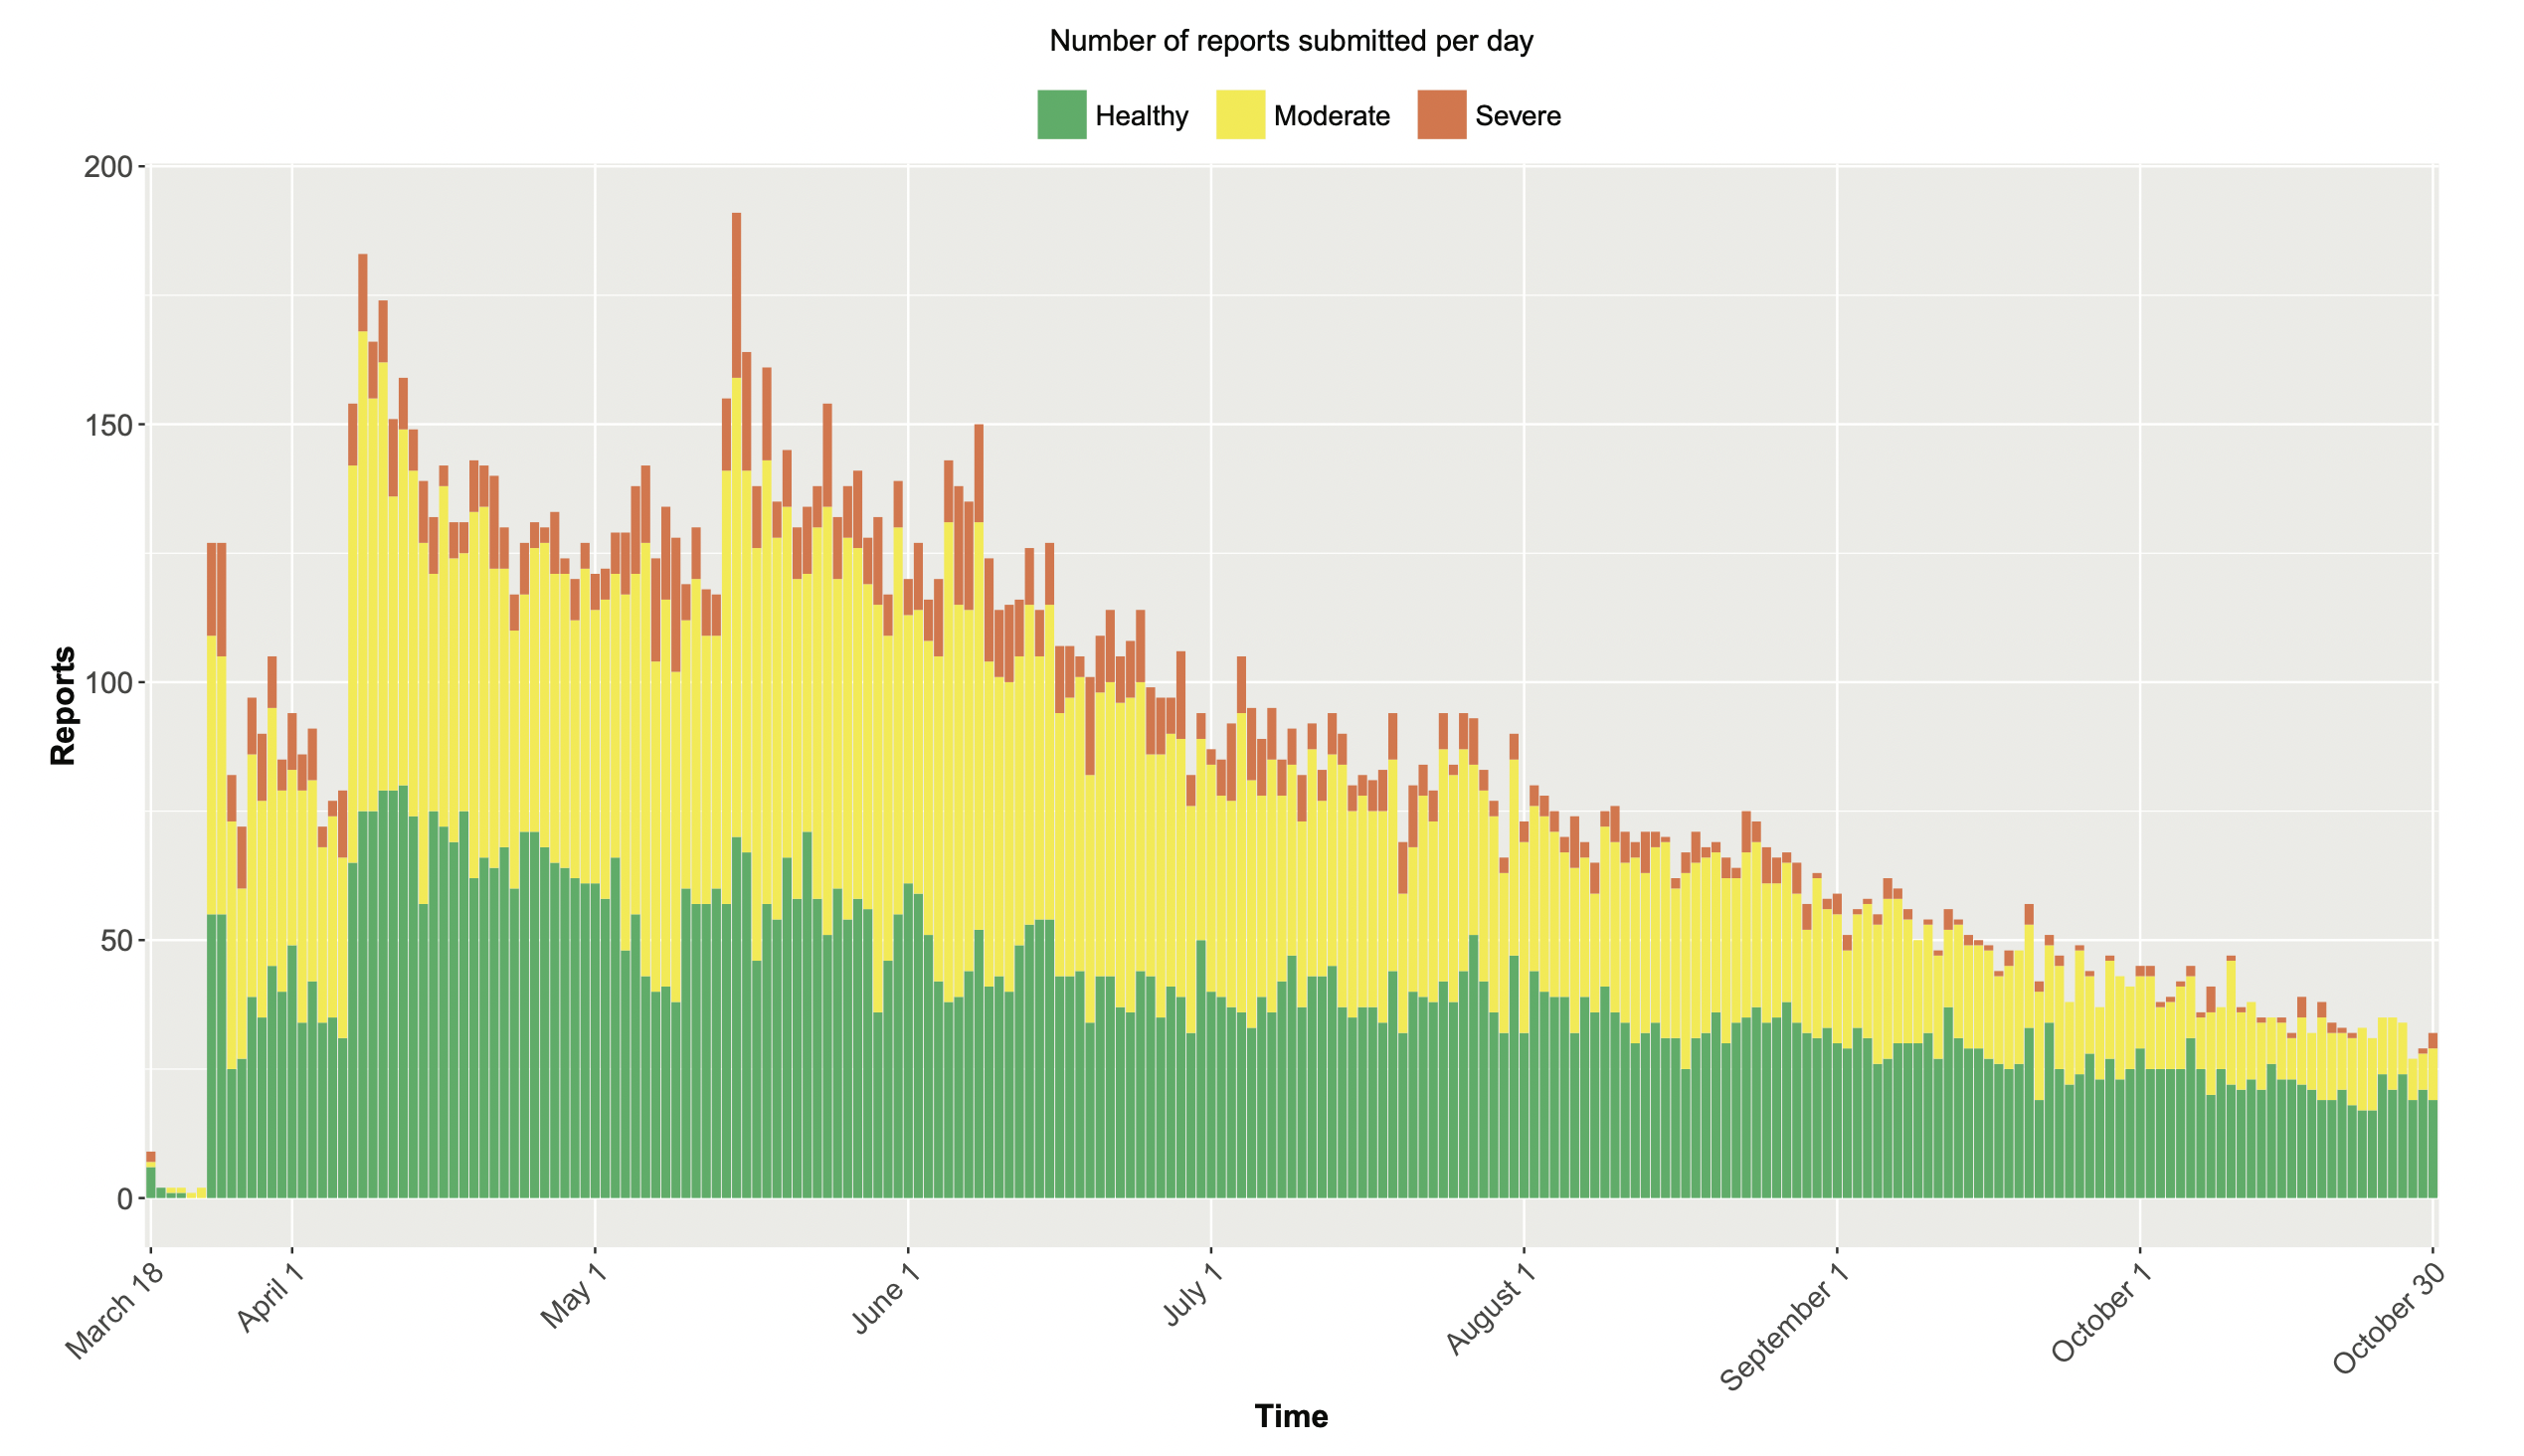 Number of reports submitted per day
Healthy Moderate Severe
200
150
100
50
0
Reports
March 18
April 1
May 1
June 1
July 1
August 1
September 1
October 1
October 30
Time